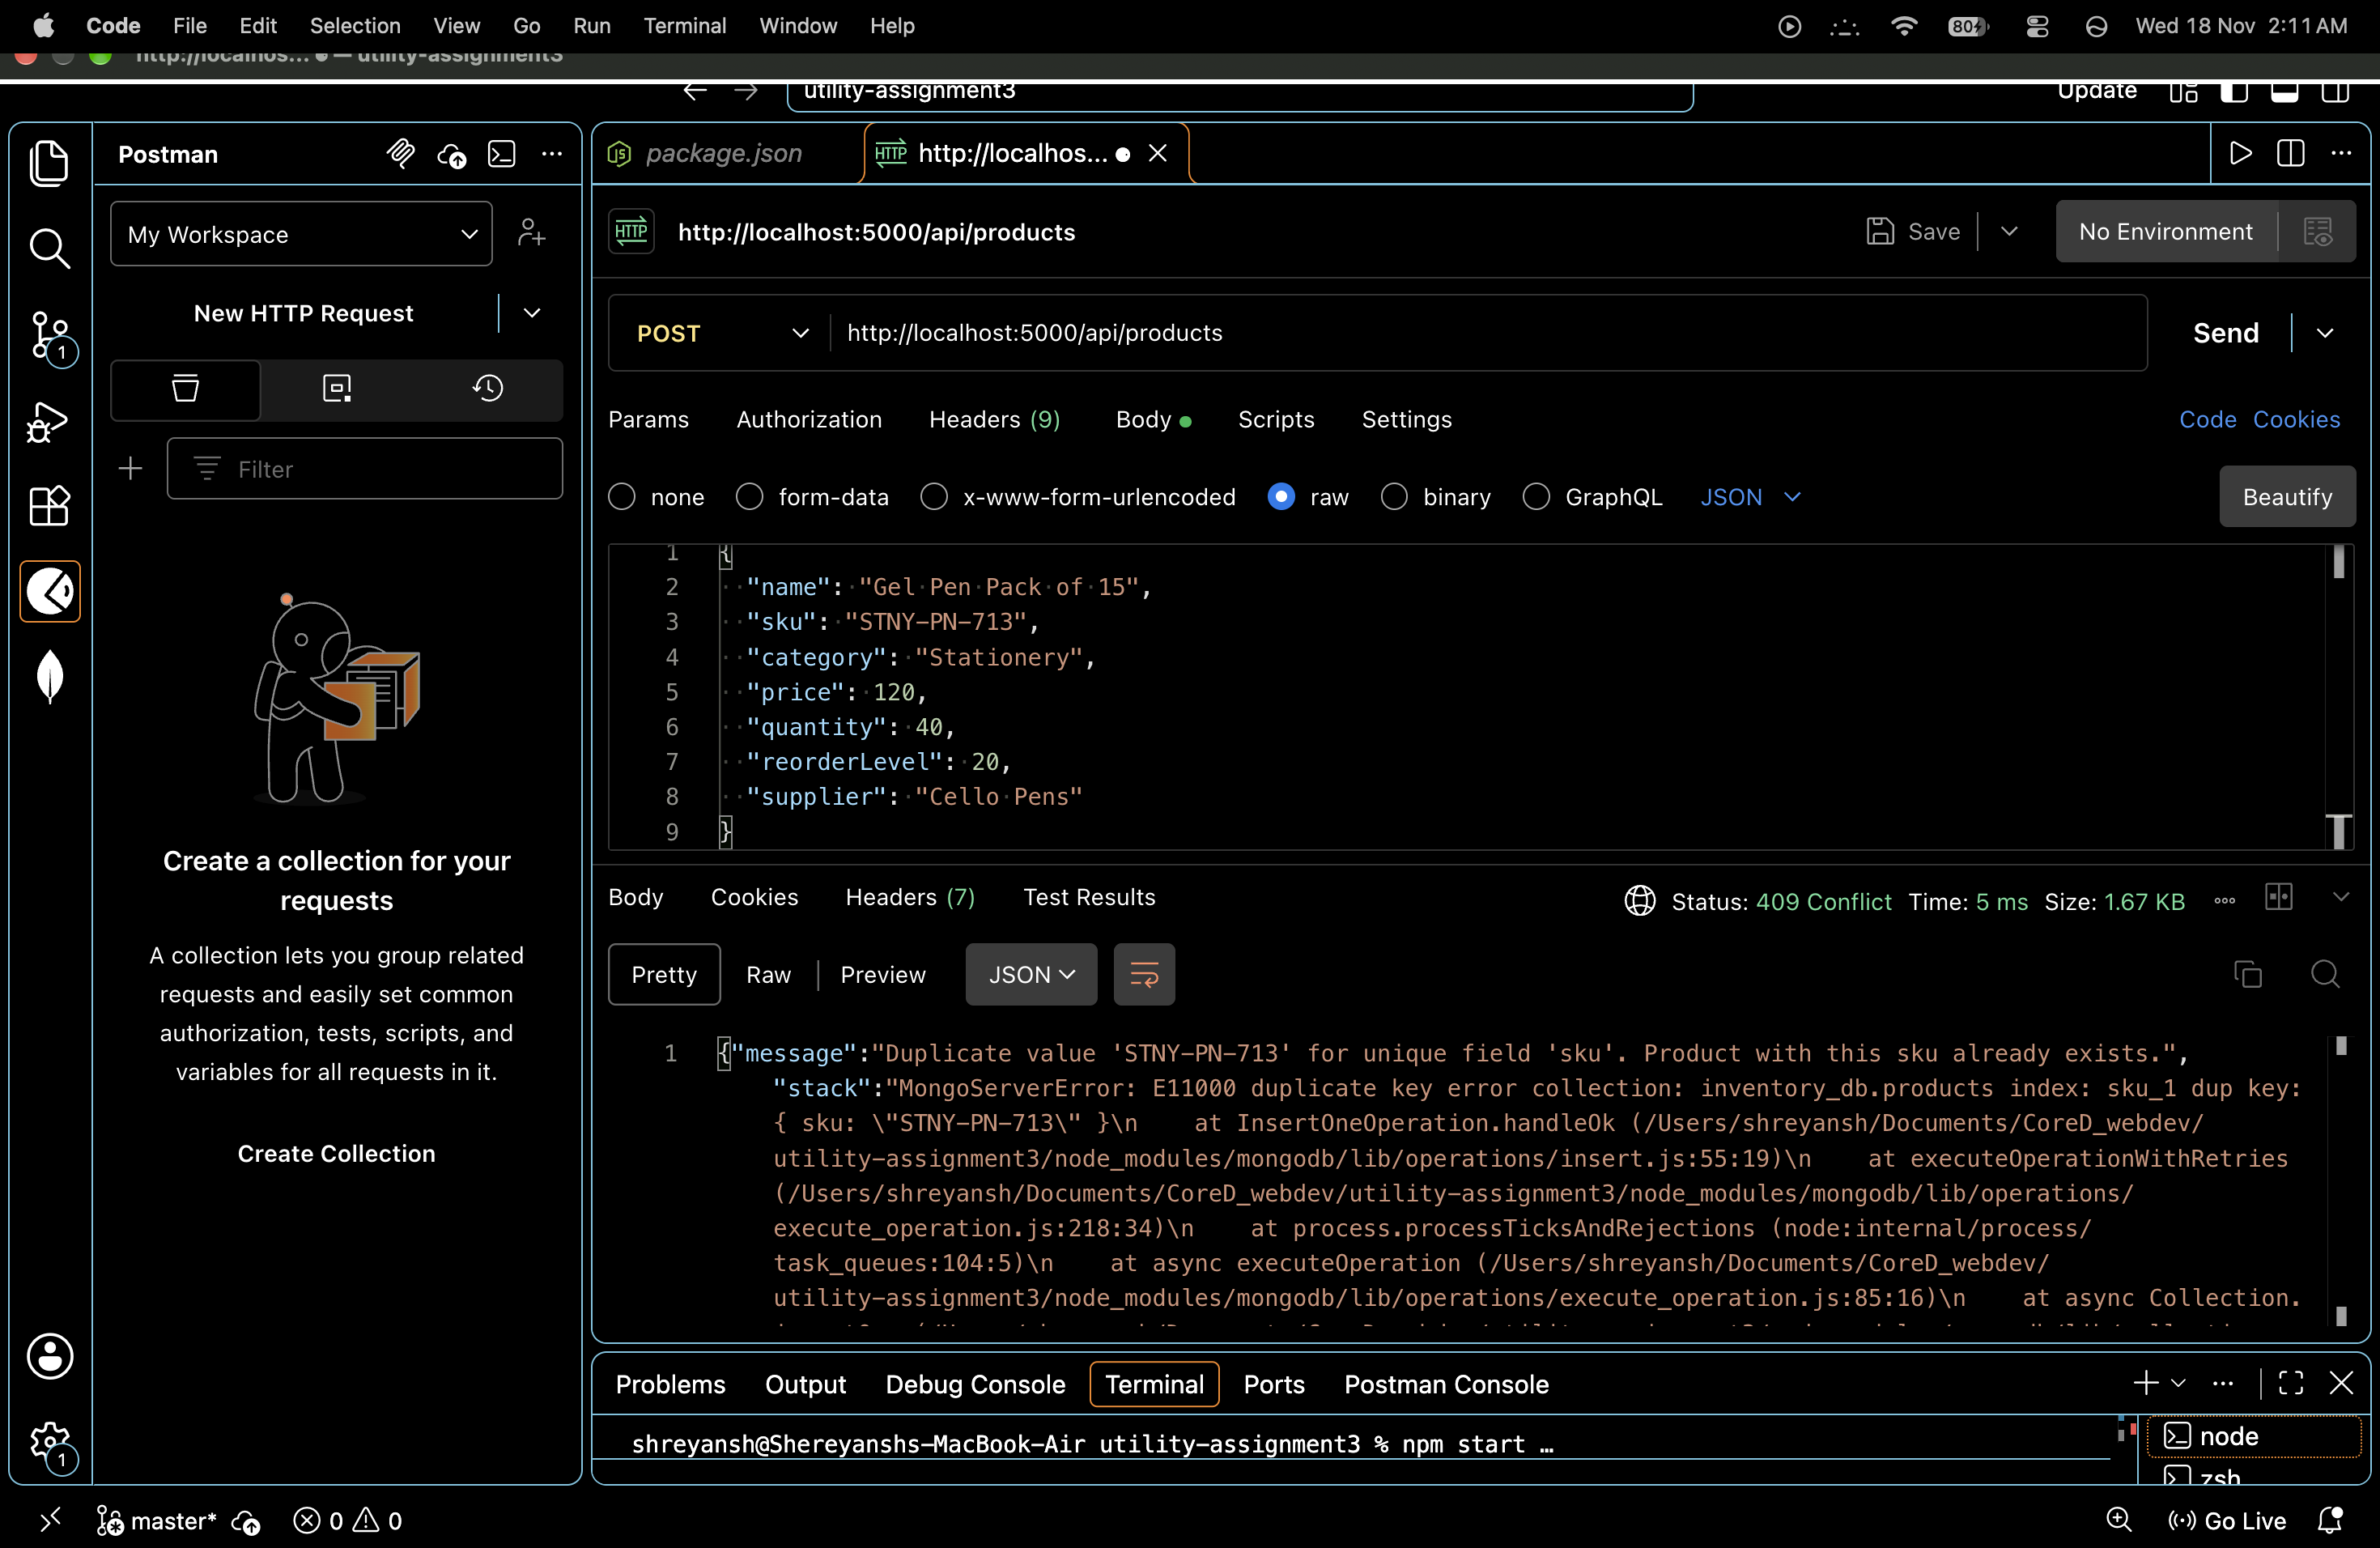 Code File Edit Selection View Go Run Terminal Window Help 80 Wed 18 Nov 2:11 AM
http://localhos... ● — utility-assignment3
utility-assignment3 Update
Postman
My Workspace
New HTTP Request
Filter
Create a collection for your
requests
A collection lets you group related
requests and easily set common
authorization, tests, scripts, and
variables for all requests in it.
Create Collection
1
1
package.json HTTP http://localhos... ●
HTTP http://localhost:5000/api/products Save No Environment
POST http://localhost:5000/api/products Send
Params Authorization Headers (9) Body Scripts Settings Code Cookies
none form-data x-www-form-urlencoded raw binary GraphQL JSON Beautify
1 {
2 "name": "Gel Pen Pack of 15",
3 "sku": "STNY-PN-713",
4 "category": "Stationery",
5 "price": 120,
6 "quantity": 40,
7 "reorderLevel": 20,
8 "supplier": "Cello Pens"
9 }
Body Cookies Headers (7) Test Results Status: 409 Conflict Time: 5 ms Size: 1.67 KB
Pretty Raw Preview JSON
1 {"message":"Duplicate value 'STNY-PN-713' for unique field 'sku'. Product with this sku already exists.",
"stack":"MongoServerError: E11000 duplicate key error collection: inventory_db.products index: sku_1 dup key:
{ sku: \"STNY-PN-713\" }\n    at InsertOneOperation.handleOk (/Users/shreyansh/Documents/CoreD_webdev/
utility-assignment3/node_modules/mongodb/lib/operations/insert.js:55:19)\n    at executeOperationWithRetries
(/Users/shreyansh/Documents/CoreD_webdev/utility-assignment3/node_modules/mongodb/lib/operations/
execute_operation.js:218:34)\n    at process.processTicksAndRejections (node:internal/process/
task_queues:104:5)\n    at async executeOperation (/Users/shreyansh/Documents/CoreD_webdev/
utility-assignment3/node_modules/mongodb/lib/operations/execute_operation.js:85:16)\n    at async Collection.
Problems Output Debug Console Terminal Ports Postman Console
shreyansh@Shereyanshs-MacBook-Air utility-assignment3 % npm start …
node
zsh
master* 0 0 Go Live